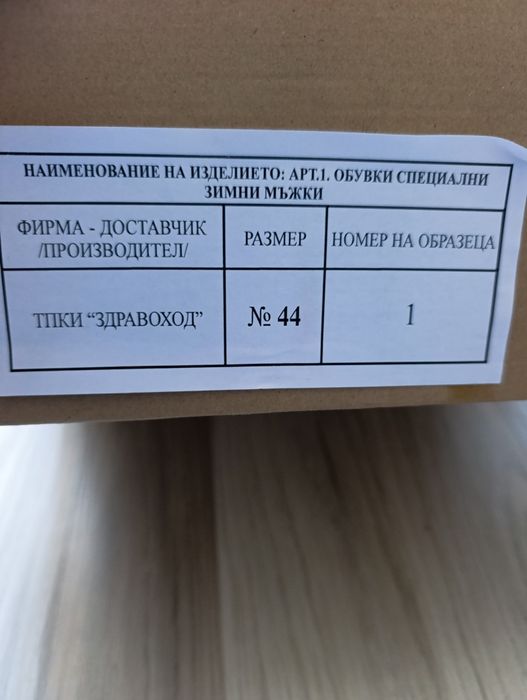 НАИМЕНОВАНИЕ НА ИЗДЕЛИЕТО: АРТ.1. ОБУВКИ СПЕЦИАЛНИ
ЗИМНИ МЪЖКИ
ФИРМА - ДОСТАВЧИК
/ПРОИЗВОДИТЕЛ/
РАЗМЕР
НОМЕР НА ОБРАЗЕЦА
ТПКИ “ЗДРАВОХОД”
№ 44
1